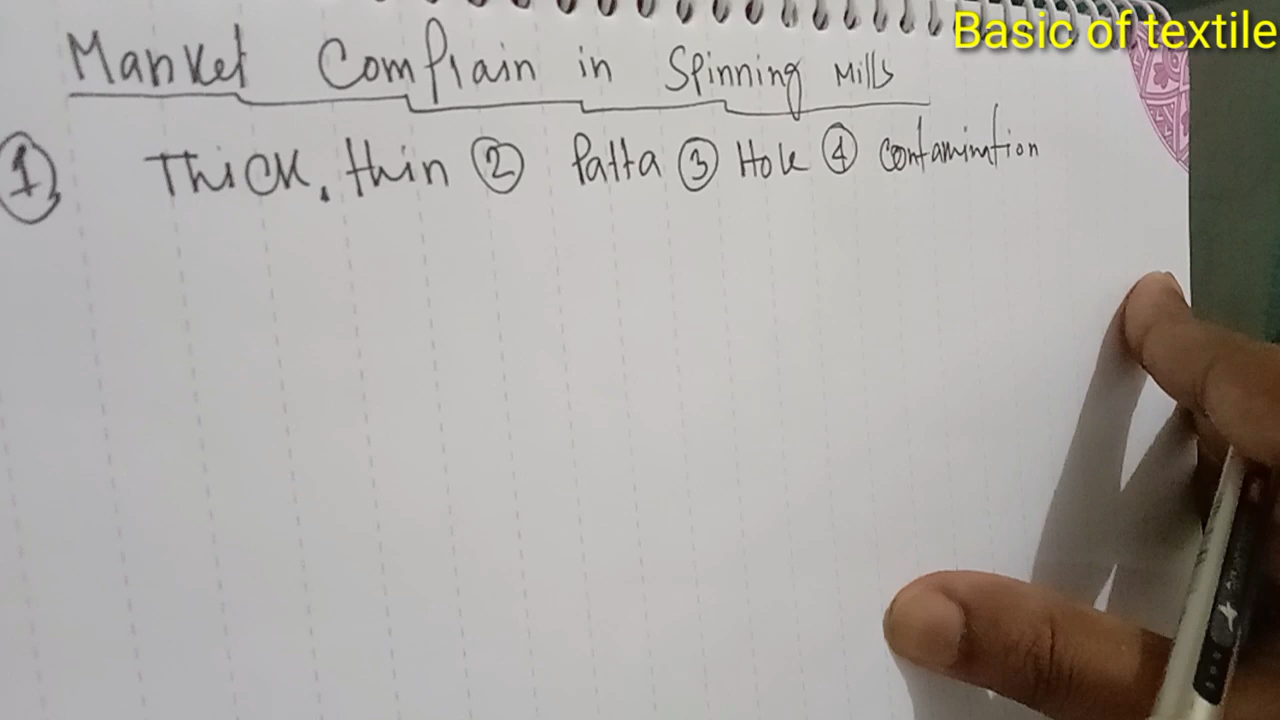 Basic of textile
Market Complain in Spinning Mills
① Thick, thin ② Patta ③ Hole ④ contamination